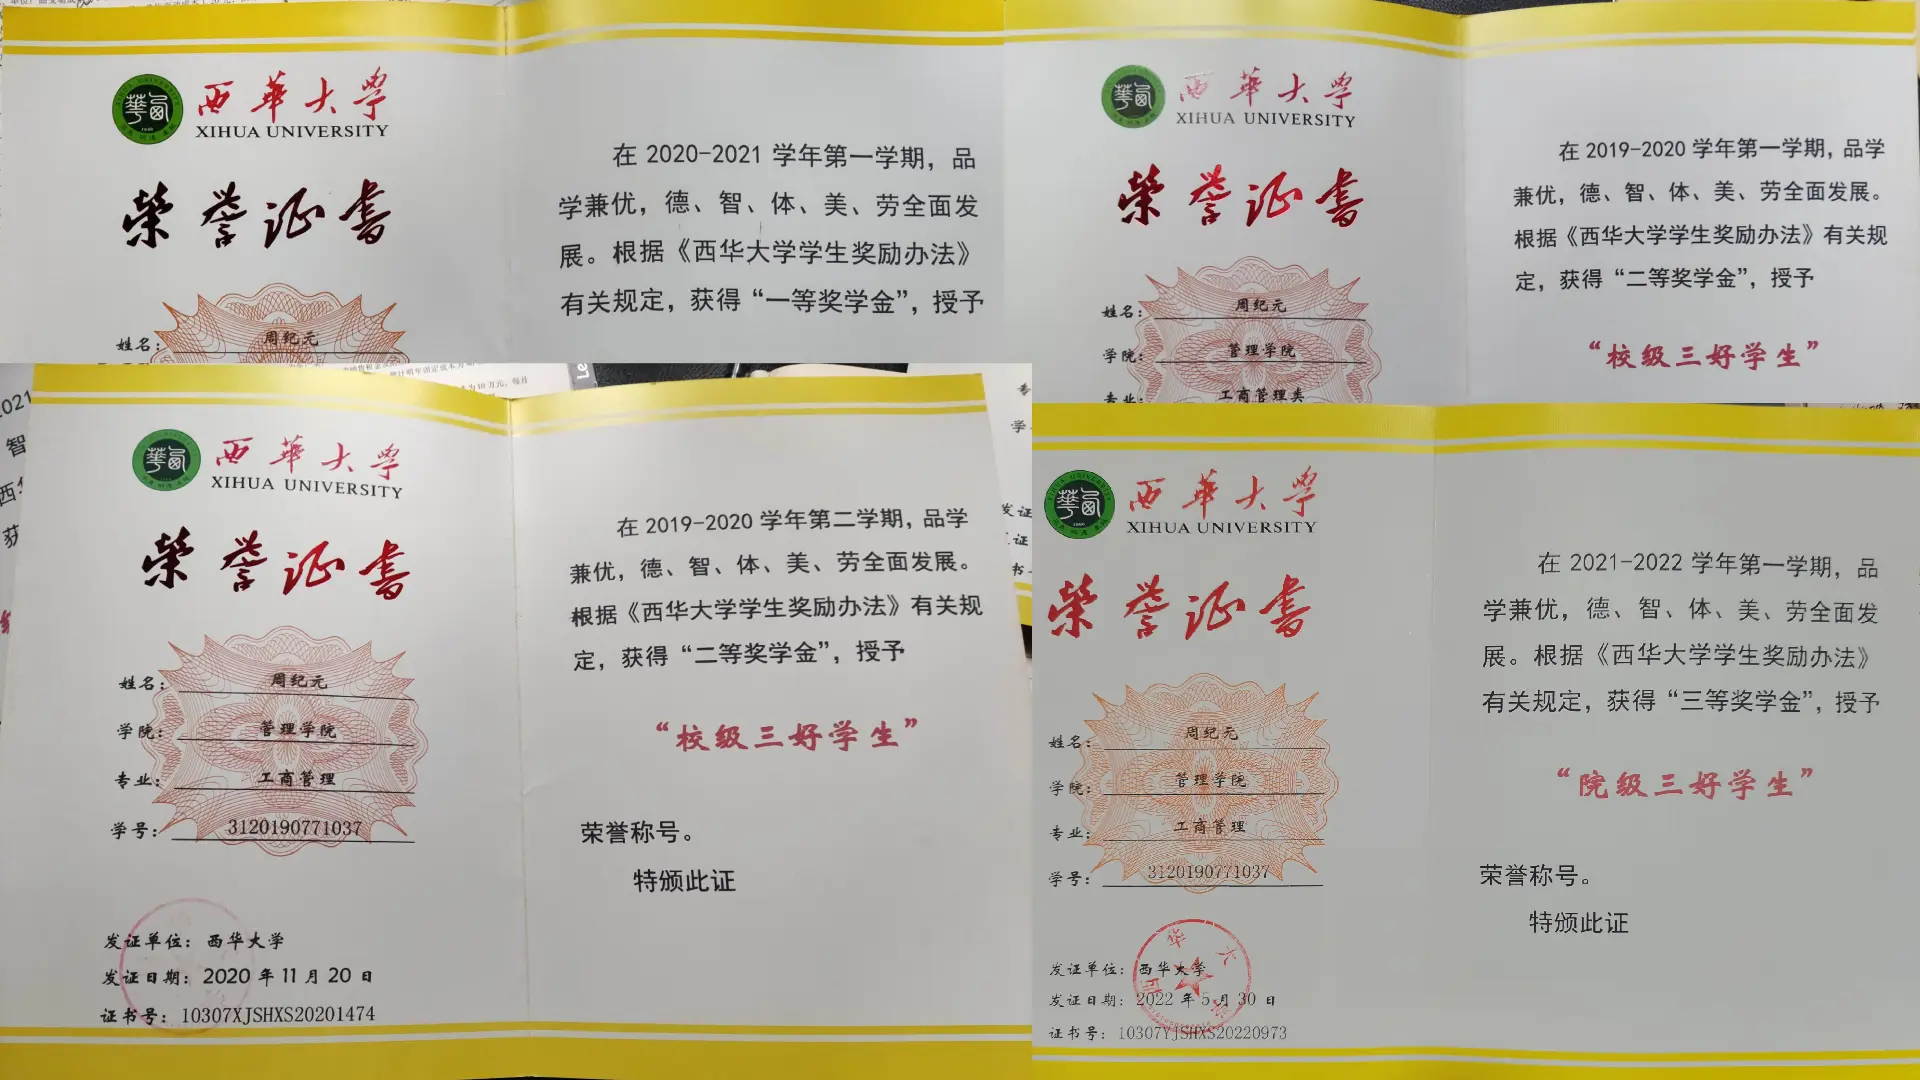 西華大学
XIHUA UNIVERSITY
荣誉证书
姓名: 周纪元
在 2020-2021 学年第一学期，品
学兼优，德、智、体、美、劳全面发
展。根据《西华大学学生奖励办法》
有关规定，获得“一等奖学金”，授予
西華大学
XIHUA UNIVERSITY
荣誉证书
姓名: 周纪元
学院: 管理学院
专业: 工商管理类
在 2019-2020 学年第一学期，品学
兼优，德、智、体、美、劳全面发展。
根据《西华大学学生奖励办法》有关规
定，获得“二等奖学金”，授予
“校级三好学生”
西華大学
XIHUA UNIVERSITY
荣誉证书
姓名: 周纪元
学院: 管理学院
专业: 工商管理
学号: 3120190771037
发证单位: 西华大学
发证日期: 2020 年 11 月 20 日
证书号: 10307XJSHXS20201474
在 2019-2020 学年第二学期，品学
兼优，德、智、体、美、劳全面发展。
根据《西华大学学生奖励办法》有关规
定，获得“二等奖学金”，授予
“校级三好学生”
荣誉称号。
特颁此证
西華大学
XIHUA UNIVERSITY
荣誉证书
姓名: 周纪元
学院: 管理学院
专业: 工商管理
学号: 3120190771037
发证单位: 西华大学
发证日期: 2022 年 5 月 30 日
证书号: 10307YJSHXS20220973
在 2021-2022 学年第一学期，品
学兼优，德、智、体、美、劳全面发
展。根据《西华大学学生奖励办法》
有关规定，获得“三等奖学金”，授予
“院级三好学生”
荣誉称号。
特颁此证